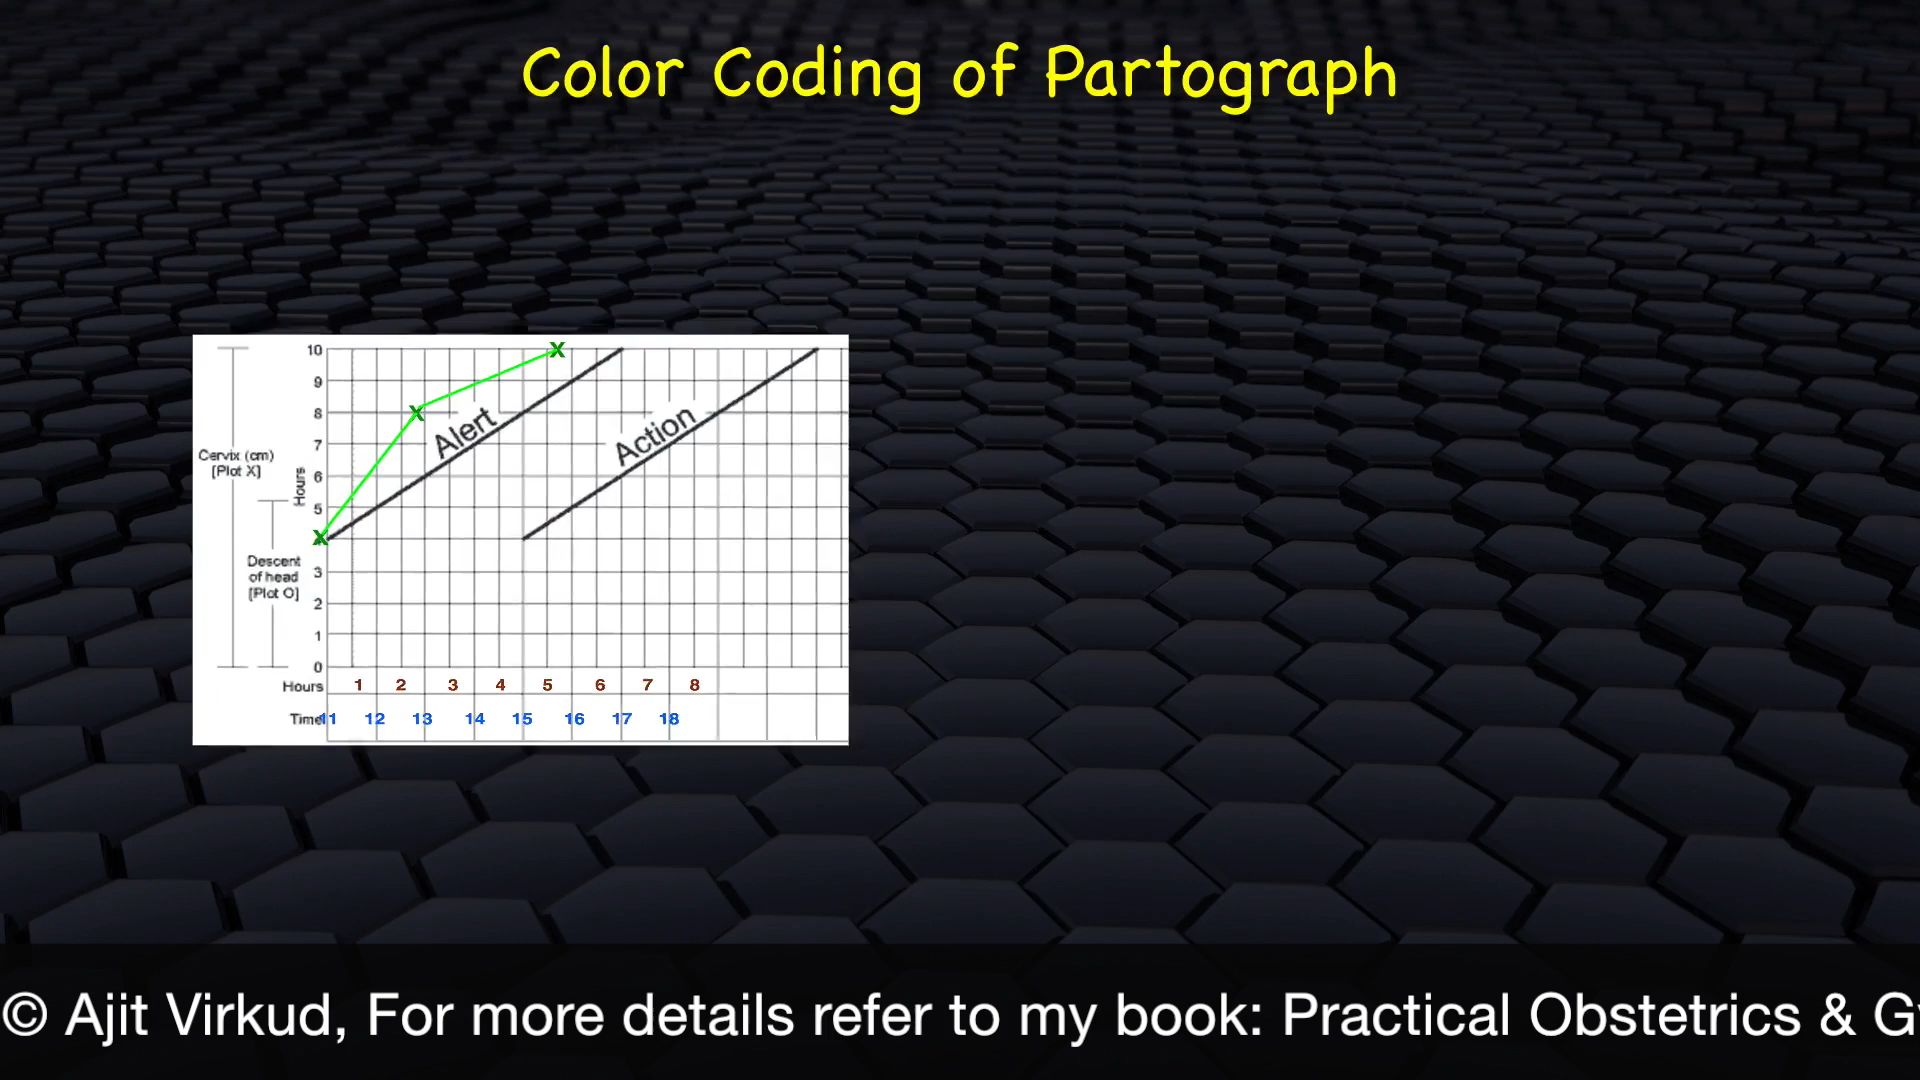 Color Coding of Partograph
10
9
8
7
6
5
3
2
1
0
Cervix (cm)
[Plot X]
Hours
Descent
of head
[Plot O]
Alert
Action
X
X
X
Hours 1 2 3 4 5 6 7 8
Time 11 12 13 14 15 16 17 18
© Ajit Virkud, For more details refer to my book: Practical Obstetrics &